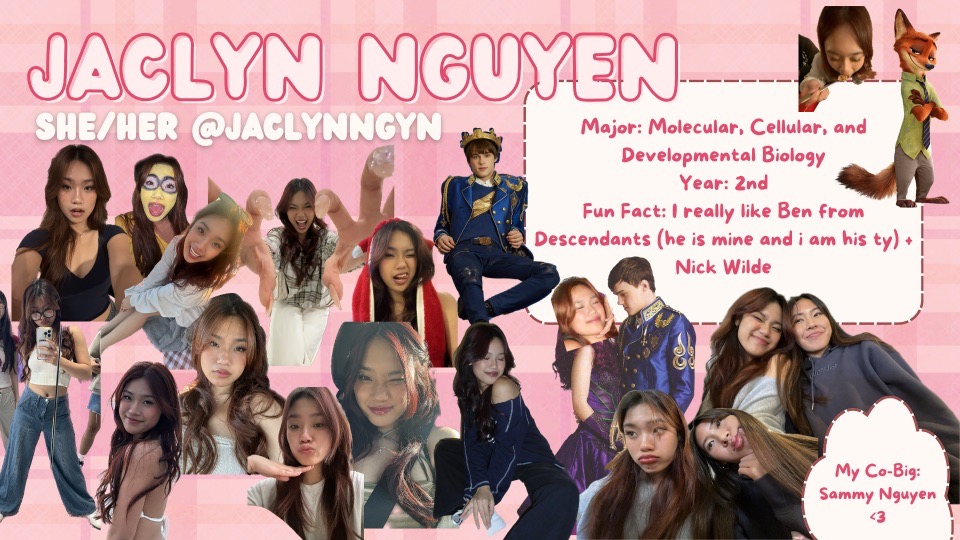 JACLYN NGUYEN
SHE/HER @JACLYNNGYN
Major: Molecular, Cellular, and
Developmental Biology
Year: 2nd
Fun Fact: I really like Ben from
Descendants (he is mine and i am his ty) +
Nick Wilde
My Co-Big:
Sammy Nguyen
<3